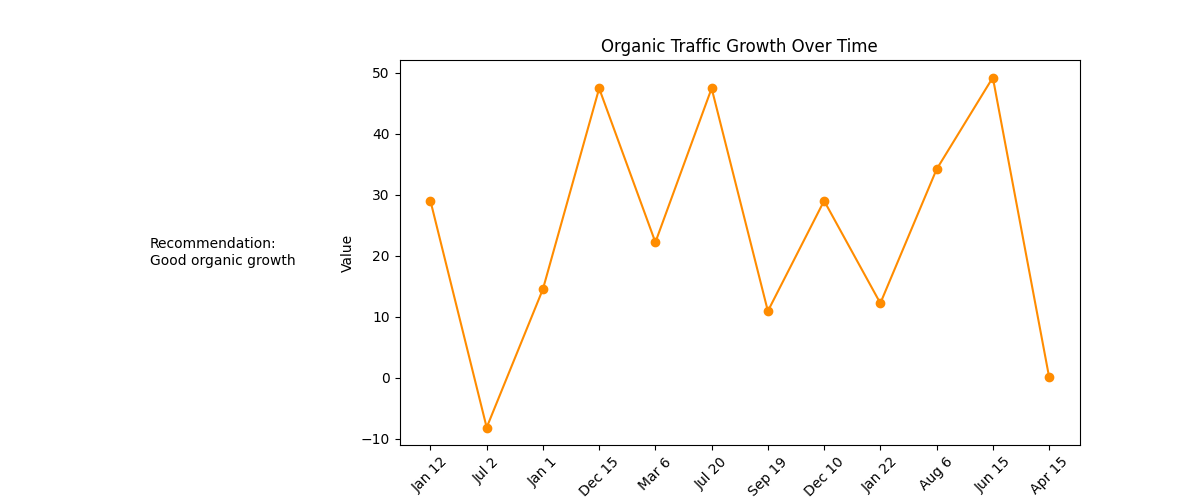 Organic Traffic Growth Over Time
Recommendation:
Good organic growth
Value
50
40
30
20
10
0
−10
Jan 12
Jul 2
Jan 1
Dec 15
Mar 6
Jul 20
Sep 19
Dec 10
Jan 22
Aug 6
Jun 15
Apr 15